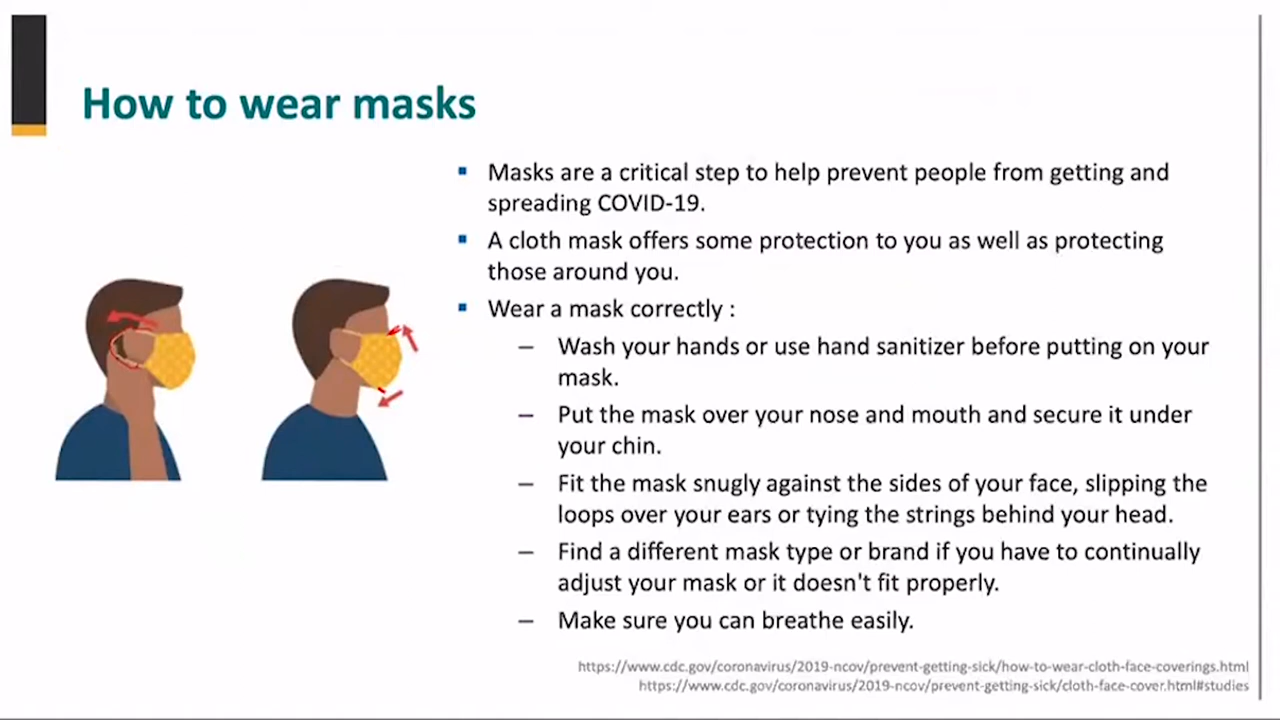 How to wear masks
▪ Masks are a critical step to help prevent people from getting and
spreading COVID-19.
▪ A cloth mask offers some protection to you as well as protecting
those around you.
▪ Wear a mask correctly :
– Wash your hands or use hand sanitizer before putting on your
mask.
– Put the mask over your nose and mouth and secure it under
your chin.
– Fit the mask snugly against the sides of your face, slipping the
loops over your ears or tying the strings behind your head.
– Find a different mask type or brand if you have to continually
adjust your mask or it doesn't fit properly.
– Make sure you can breathe easily.
https://www.cdc.gov/coronavirus/2019-ncov/prevent-getting-sick/how-to-wear-cloth-face-coverings.html
https://www.cdc.gov/coronavirus/2019-ncov/prevent-getting-sick/cloth-face-cover.html#studies